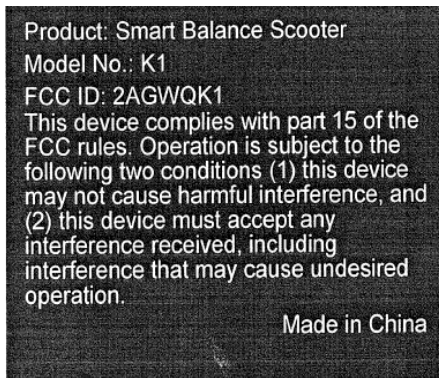 Product: Smart Balance Scooter
Model No.: K1
FCC ID: 2AGWQK1
This device complies with part 15 of the
FCC rules. Operation is subject to the
following two conditions (1) this device
may not cause harmful interference, and
(2) this device must accept any
interference received, including
interference that may cause undesired
operation.
Made in China